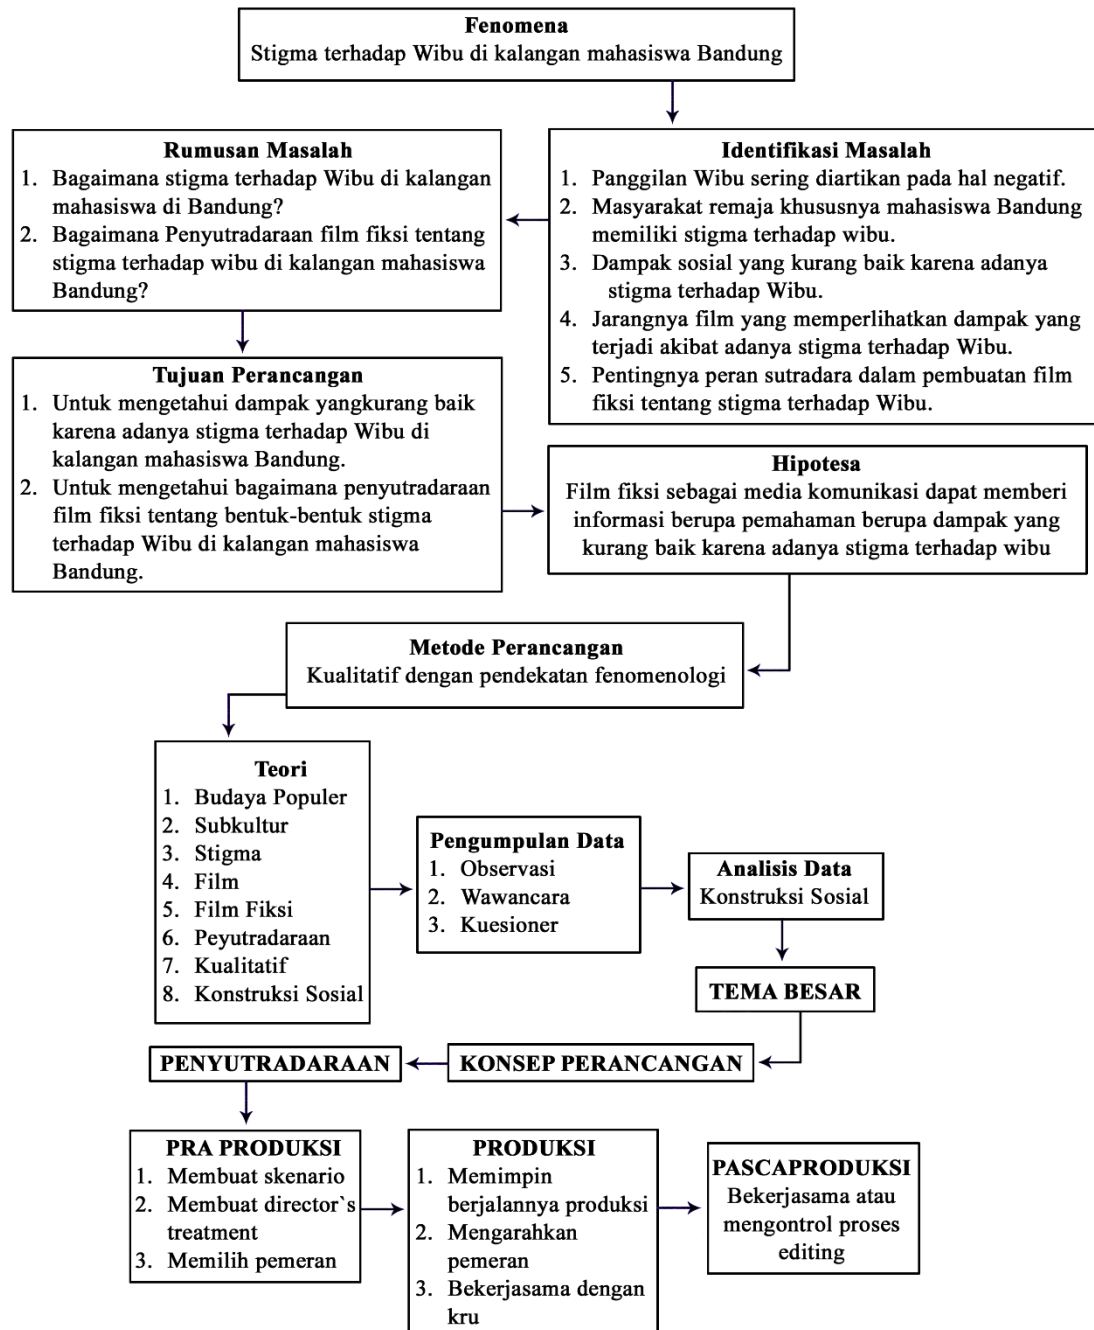 Fenomena
Stigma terhadap Wibu di kalangan mahasiswa Bandung
Identifikasi Masalah
1. Panggilan Wibu sering diartikan pada hal negatif.
2. Masyarakat remaja khususnya mahasiswa Bandung
memiliki stigma terhadap wibu.
3. Dampak sosial yang kurang baik karena adanya
stigma terhadap Wibu.
4. Jarangnya film yang memperlihatkan dampak yang
terjadi akibat adanya stigma terhadap Wibu.
5. Pentingnya peran sutradara dalam pembuatan film
fiksi tentang stigma terhadap Wibu.
Rumusan Masalah
1. Bagaimana stigma terhadap Wibu di kalangan
mahasiswa di Bandung?
2. Bagaimana Penyutradaraan film fiksi tentang
stigma terhadap wibu di kalangan mahasiswa
Bandung?
Tujuan Perancangan
1. Untuk mengetahui dampak yangkurang baik
karena adanya stigma terhadap Wibu di
kalangan mahasiswa Bandung.
2. Untuk mengetahui bagaimana penyutradaraan
film fiksi tentang bentuk-bentuk stigma
terhadap Wibu di kalangan mahasiswa
Bandung.
Hipotesa
Film fiksi sebagai media komunikasi dapat memberi
informasi berupa pemahaman berupa dampak yang
kurang baik karena adanya stigma terhadap wibu
Metode Perancangan
Kualitatif dengan pendekatan fenomenologi
Teori
1. Budaya Populer
2. Subkultur
3. Stigma
4. Film
5. Film Fiksi
6. Peyutradaraan
7. Kualitatif
8. Konstruksi Sosial
Pengumpulan Data
1. Observasi
2. Wawancara
3. Kuesioner
Analisis Data
Konstruksi Sosial
TEMA BESAR
KONSEP PERANCANGAN
PENYUTRADARAAN
PRA PRODUKSI
1. Membuat skenario
2. Membuat director`s
treatment
3. Memilih pemeran
PRODUKSI
1. Memimpin
berjalannya produksi
2. Mengarahkan
pemeran
3. Bekerjasama dengan
kru
PASCAPRODUKSI
Bekerjasama atau
mengontrol proses
editing